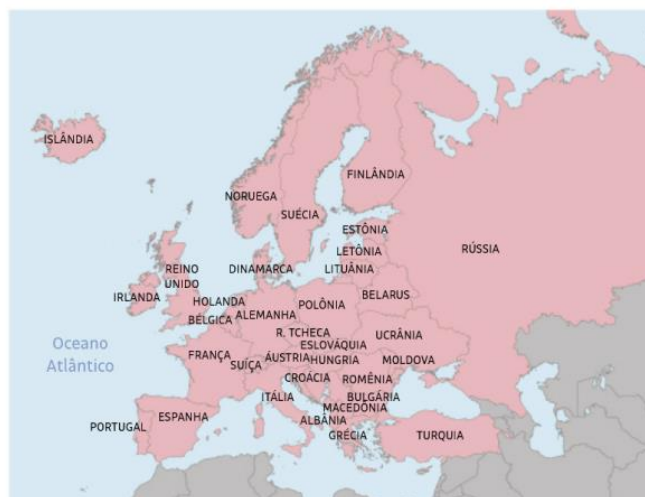 ISLÂNDIA
FINLÂNDIA
NORUEGA
SUÉCIA
ESTÔNIA
RÚSSIA
LETÔNIA
REINO
UNIDO
DINAMARCA
LITUÂNIA
IRLANDA
HOLANDA
BELARUS
POLÔNIA
BÉLGICA
ALEMANHA
R. TCHECA
UCRÂNIA
ESLOVÁQUIA
Oceano
Atlântico
FRANÇA
SUÍÇA
ÁUSTRIA
HUNGRIA
MOLDOVA
CROÁCIA
ROMÊNIA
ITÁLIA
BULGÁRIA
MACEDÔNIA
PORTUGAL
ESPANHA
ALBÂNIA
GRÉCIA
TURQUIA